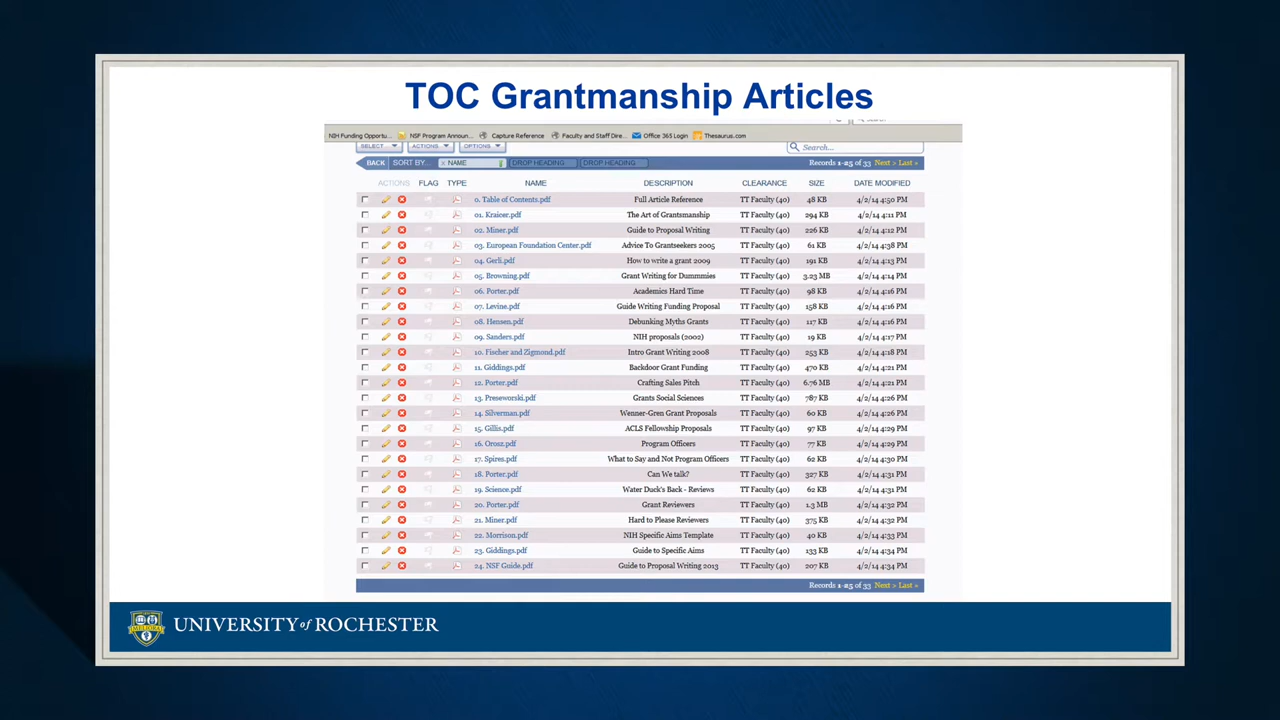 TOC Grantmanship Articles
NIH Funding Opportu... NSF Program Announ... Capture Reference Faculty and Staff Dire... Office 365 Login Thesaurus.com
SELECT ACTIONS OPTIONS Search...
BACK SORT BY... NAME DROP HEADING DROP HEADING Records 1-25 of 33 Next > Last »
ACTIONS FLAG TYPE NAME DESCRIPTION CLEARANCE SIZE DATE MODIFIED
0. Table of Contents.pdf Full Article Reference TT Faculty (40) 48 KB 4/2/14 4:50 PM
01. Kraicer.pdf The Art of Grantsmanship TT Faculty (40) 294 KB 4/2/14 4:11 PM
02. Miner.pdf Guide to Proposal Writing TT Faculty (40) 226 KB 4/2/14 4:12 PM
03. European Foundation Center.pdf Advice To Grantseekers 2005 TT Faculty (40) 61 KB 4/2/14 4:38 PM
04. Gerli.pdf How to write a grant 2009 TT Faculty (40) 191 KB 4/2/14 4:13 PM
05. Browning.pdf Grant Writing for Dummmies TT Faculty (40) 3.23 MB 4/2/14 4:14 PM
06. Porter.pdf Academics Hard Time TT Faculty (40) 98 KB 4/2/14 4:16 PM
07. Levine.pdf Guide Writing Funding Proposal TT Faculty (40) 158 KB 4/2/14 4:16 PM
08. Hensen.pdf Debunking Myths Grants TT Faculty (40) 117 KB 4/2/14 4:16 PM
09. Sanders.pdf NIH proposals (2002) TT Faculty (40) 19 KB 4/2/14 4:17 PM
10. Fischer and Zigmond.pdf Intro Grant Writing 2008 TT Faculty (40) 253 KB 4/2/14 4:18 PM
11. Giddings.pdf Backdoor Grant Funding TT Faculty (40) 470 KB 4/2/14 4:21 PM
12. Porter.pdf Crafting Sales Pitch TT Faculty (40) 6.76 MB 4/2/14 4:21 PM
13. Preseworski.pdf Grants Social Sciences TT Faculty (40) 787 KB 4/2/14 4:26 PM
14. Silverman.pdf Wenner-Gren Grant Proposals TT Faculty (40) 60 KB 4/2/14 4:28 PM
15. Gillis.pdf ACLS Fellowship Proposals TT Faculty (40) 97 KB 4/2/14 4:29 PM
16. Orosz.pdf Program Officers TT Faculty (40) 77 KB 4/2/14 4:29 PM
17. Spires.pdf What to Say and Not Program Officers TT Faculty (40) 62 KB 4/2/14 4:30 PM
18. Porter.pdf Can We talk? TT Faculty (40) 327 KB 4/2/14 4:31 PM
19. Science.pdf Water Duck's Back - Reviews TT Faculty (40) 62 KB 4/2/14 4:31 PM
20. Porter.pdf Grant Reviewers TT Faculty (40) 1.3 MB 4/2/14 4:32 PM
21. Miner.pdf Hard to Please Reviewers TT Faculty (40) 375 KB 4/2/14 4:32 PM
22. Morrison.pdf NIH Specific Aims Template TT Faculty (40) 40 KB 4/2/14 4:33 PM
23. Giddings.pdf Guide to Specific Aims TT Faculty (40) 133 KB 4/2/14 4:34 PM
24. NSF Guide.pdf Guide to Proposal Writing 2013 TT Faculty (40) 207 KB 4/2/14 4:34 PM
Records 1-25 of 33 Next > Last »
MELIORA
UNIVERSITY of ROCHESTER